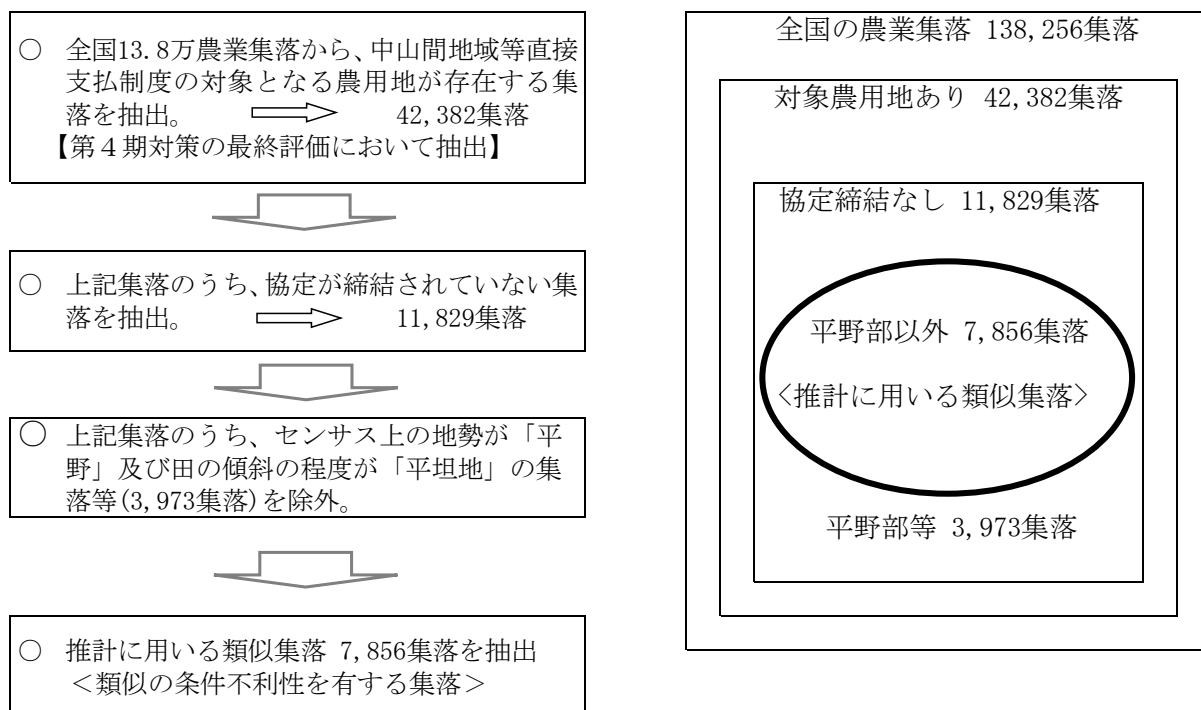 ○ 全国13.8万農業集落から、中山間地域等直接
支払制度の対象となる農用地が存在する集
落を抽出。 42,382集落
【第4期対策の最終評価において抽出】
○ 上記集落のうち、協定が締結されていない集
落を抽出。 11,829集落
○ 上記集落のうち、センサス上の地勢が「平
野」及び田の傾斜の程度が「平坦地」の集
落等(3,973集落)を除外。
○ 推計に用いる類似集落 7,856集落を抽出
＜類似の条件不利性を有する集落＞
全国の農業集落 138,256集落
対象農用地あり 42,382集落
協定締結なし 11,829集落
平野部以外 7,856集落
〈推計に用いる類似集落〉
平野部等 3,973集落